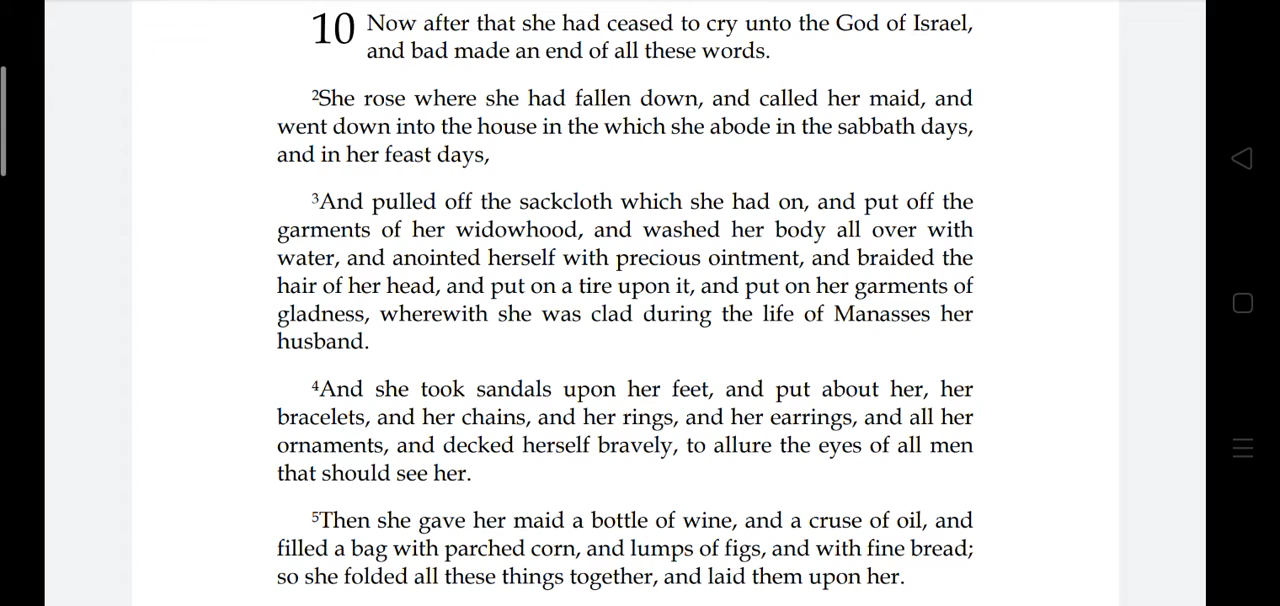 10 Now after that she had ceased to cry unto the God of Israel,
and bad made an end of all these words.
2She rose where she had fallen down, and called her maid, and
went down into the house in the which she abode in the sabbath days,
and in her feast days,
3And pulled off the sackcloth which she had on, and put off the
garments of her widowhood, and washed her body all over with
water, and anointed herself with precious ointment, and braided the
hair of her head, and put on a tire upon it, and put on her garments of
gladness, wherewith she was clad during the life of Manasses her
husband.
4And she took sandals upon her feet, and put about her, her
bracelets, and her chains, and her rings, and her earrings, and all her
ornaments, and decked herself bravely, to allure the eyes of all men
that should see her.
5Then she gave her maid a bottle of wine, and a cruse of oil, and
filled a bag with parched corn, and lumps of figs, and with fine bread;
so she folded all these things together, and laid them upon her.